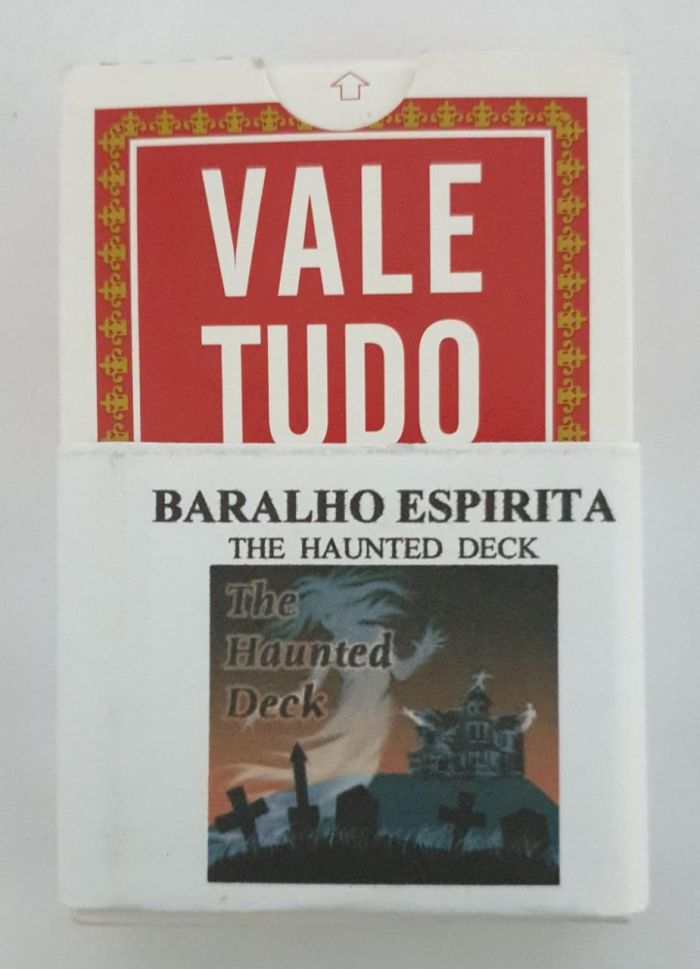 VALE
TUDO
BARALHO ESPIRITA
THE HAUNTED DECK
The
Haunted
Deck